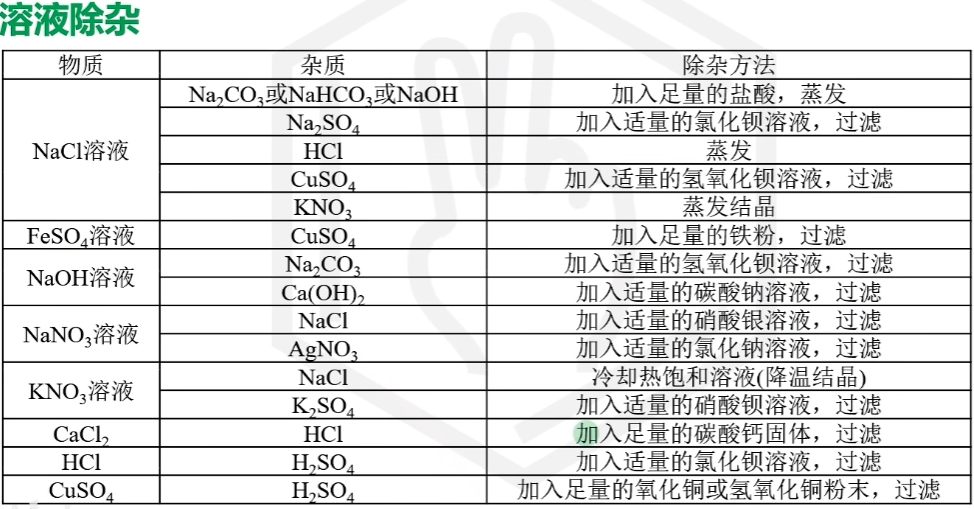 溶液除杂
物质 杂质 除杂方法
NaCl溶液 Na₂CO₃或NaHCO₃或NaOH 加入足量的盐酸，蒸发
Na₂SO₄ 加入适量的氯化钡溶液，过滤
HCl 蒸发
CuSO₄ 加入适量的氢氧化钡溶液，过滤
KNO₃ 蒸发结晶
FeSO₄溶液 CuSO₄ 加入足量的铁粉，过滤
NaOH溶液 Na₂CO₃ 加入适量的氢氧化钡溶液，过滤
Ca(OH)₂ 加入适量的碳酸钠溶液，过滤
NaNO₃溶液 NaCl 加入适量的硝酸银溶液，过滤
AgNO₃ 加入适量的氯化钠溶液，过滤
KNO₃溶液 NaCl 冷却热饱和溶液(降温结晶)
K₂SO₄ 加入适量的硝酸钡溶液，过滤
CaCl₂ HCl 加入足量的碳酸钙固体，过滤
HCl H₂SO₄ 加入适量的氯化钡溶液，过滤
CuSO₄ H₂SO₄ 加入足量的氧化铜或氢氧化铜粉末，过滤